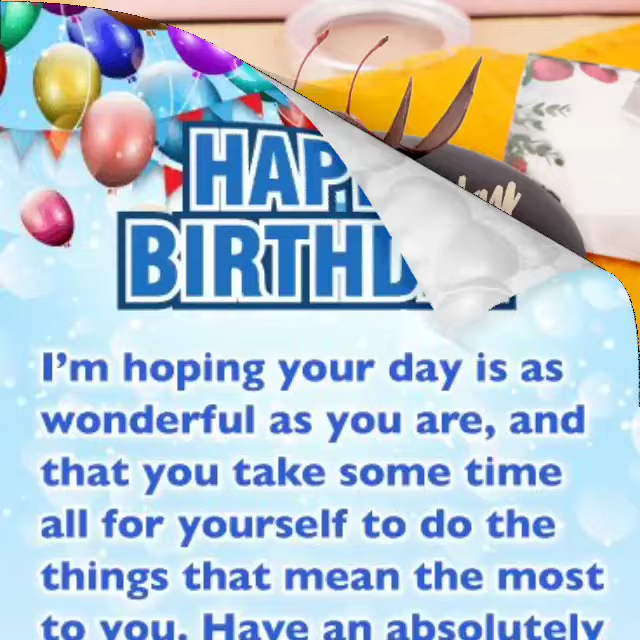 HAPP
BIRTHD
I'm hoping your day is as
wonderful as you are, and
that you take some time
all for yourself to do the
things that mean the most
to you. Have an absolutely